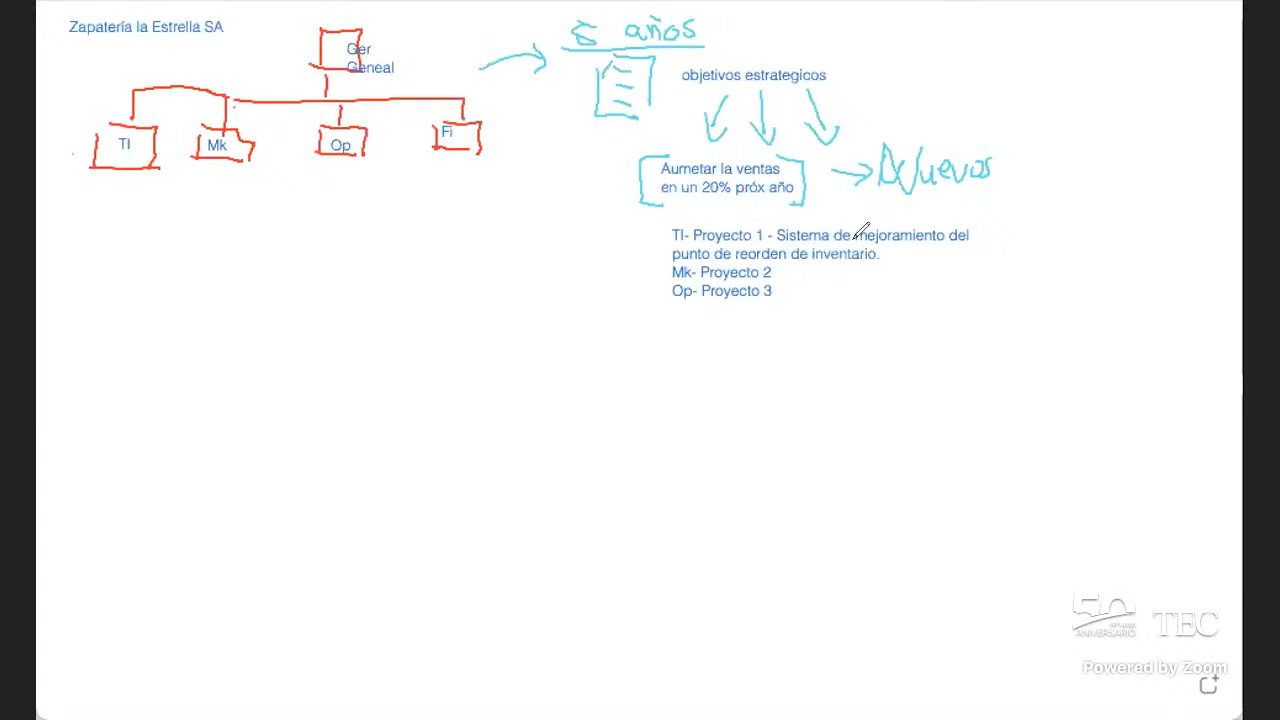 Zapatería la Estrella SA
Ger
Geneal
TI
Mk
Op
Fi
5 años
objetivos estrategicos
Aumetar la ventas
en un 20% próx año
Nuevos
TI- Proyecto 1 - Sistema de mejoramiento del
punto de reorden de inventario.
Mk- Proyecto 2
Op- Proyecto 3
50
ANIVERSARIO
TEC
Powered by Zoom